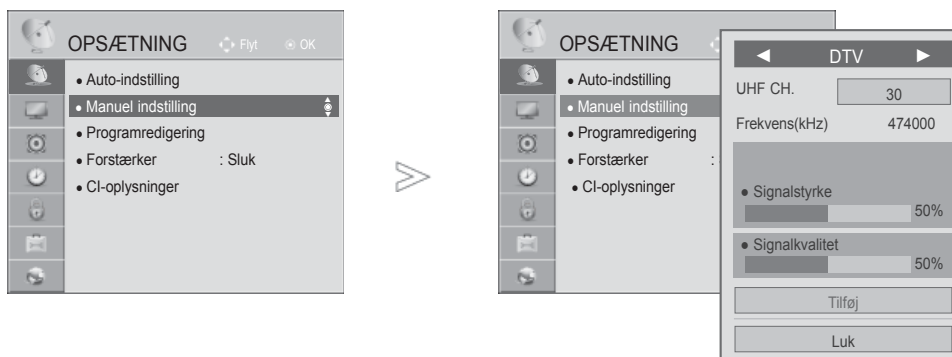 OPSÆTNING Flyt OK
• Auto-indstilling
• Manuel indstilling
• Programredigering
• Forstærker : Sluk
• CI-oplysninger
OPSÆTNING
• Auto-indstilling
• Manuel indstilling
• Programredigering
• Forstærker :
• CI-oplysninger
◄ DTV ►
UHF CH. 30
Frekvens(kHz) 474000
• Signalstyrke
50%
• Signalkvalitet
50%
Tilføj
Luk